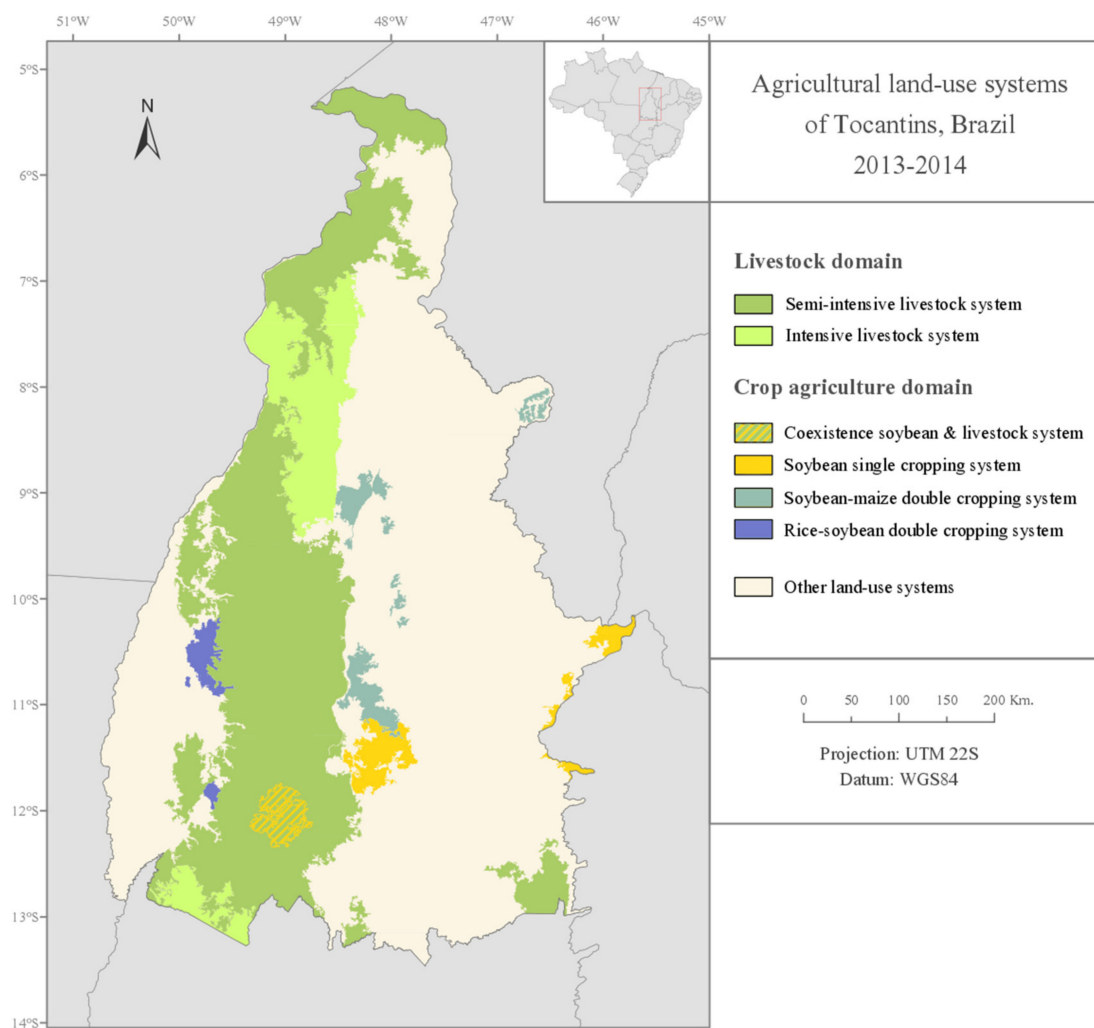 51°W 50°W 49°W 48°W 47°W 46°W 45°W
5°S
6°S
7°S
8°S
9°S
10°S
11°S
12°S
13°S
14°S
N
Agricultural land-use systems
of Tocantins, Brazil
2013-2014
Livestock domain
Semi-intensive livestock system
Intensive livestock system
Crop agriculture domain
Coexistence soybean & livestock system
Soybean single cropping system
Soybean-maize double cropping system
Rice-soybean double cropping system
Other land-use systems
0 50 100 150 200 Km.
Projection: UTM 22S
Datum: WGS84